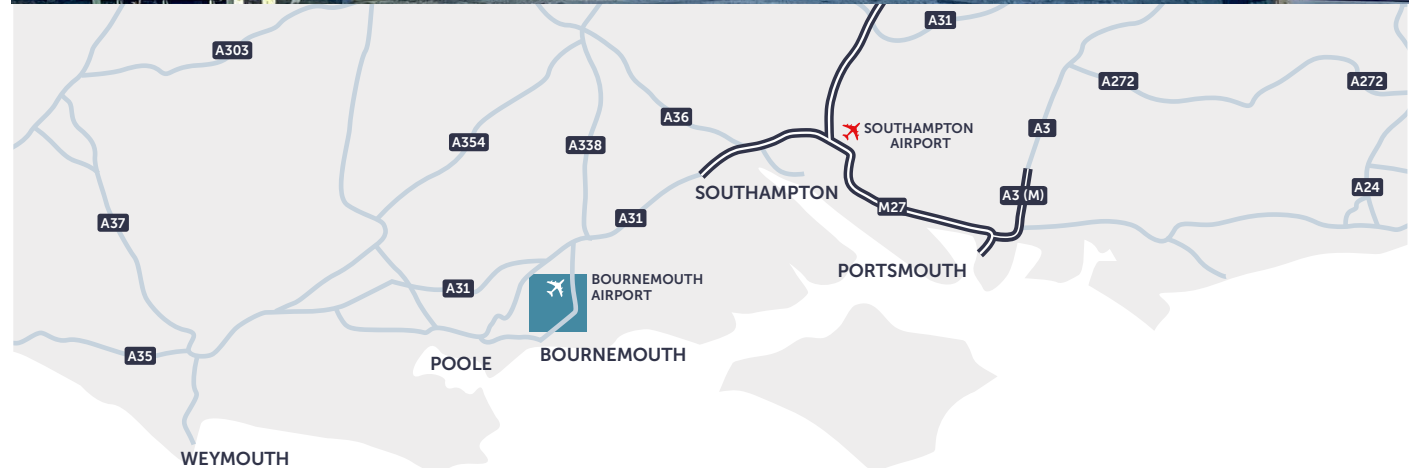 A31
A303
A272
A272
A36
A3
SOUTHAMPTON
AIRPORT
A354
A338
A24
SOUTHAMPTON
A3 (M)
M27
A31
A37
PORTSMOUTH
BOURNEMOUTH
AIRPORT
A31
A35
BOURNEMOUTH
POOLE
WEYMOUTH